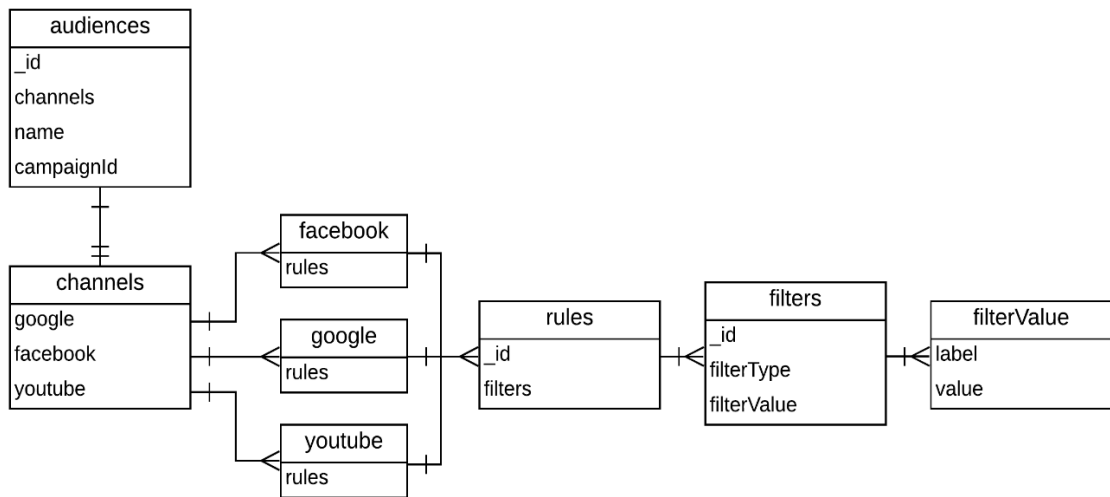 audiences
_id
channels
name
campaignId
channels
google
facebook
youtube
facebook
rules
google
rules
youtube
rules
rules
_id
filters
filters
_id
filterType
filterValue
filterValue
label
value